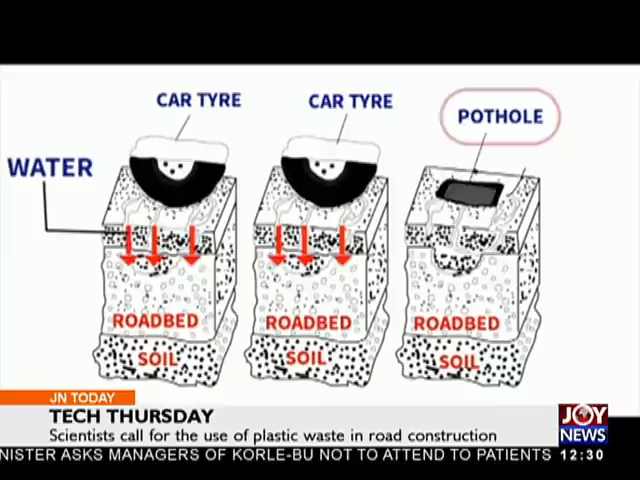 CAR TYRE
CAR TYRE
POTHOLE
WATER
ROADBED
ROADBED
ROADBED
SOIL
SOIL
SOIL
JN TODAY
TECH THURSDAY
Scientists call for the use of plastic waste in road construction
JOY
NEWS
NISTER ASKS MANAGERS OF KORLE-BU NOT TO ATTEND TO PATIENTS
12:30